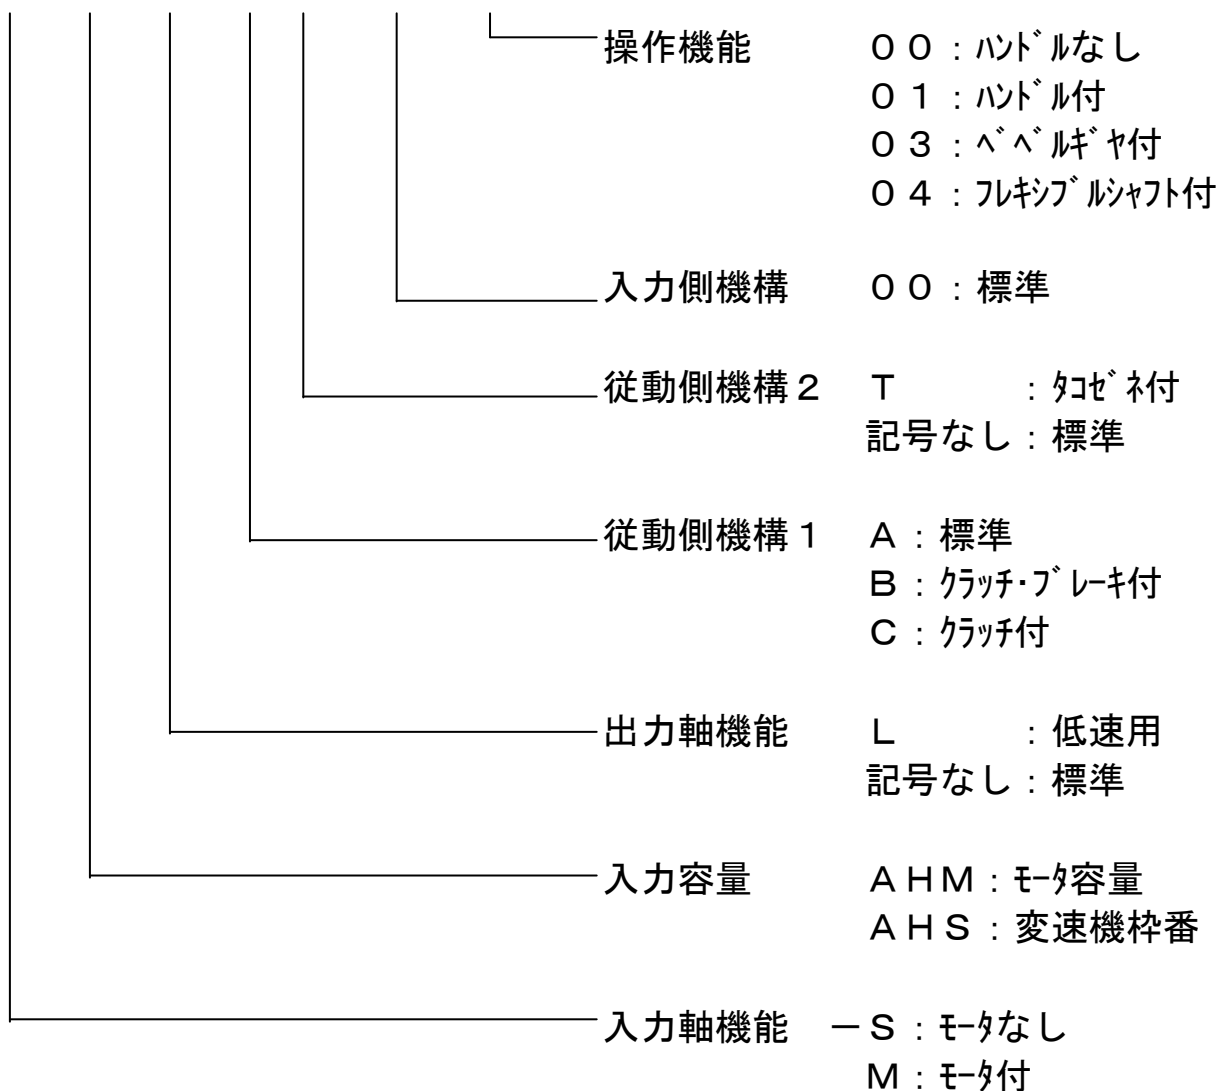 操作機能 ００：ﾊﾝﾄﾞﾙなし
０１：ﾊﾝﾄﾞﾙ付
０３：ﾍﾞﾍﾞﾙｷﾞﾔ付
０４：ﾌﾚｷｼﾌﾞﾙｼｬﾌﾄ付
入力側機構 ００：標準
従動側機構２ Ｔ ：ﾀｺｾﾞﾈ付
記号なし：標準
従動側機構１ Ａ：標準
Ｂ：ｸﾗｯﾁ･ﾌﾞﾚｰｷ付
Ｃ：ｸﾗｯﾁ付
出力軸機能 Ｌ ：低速用
記号なし：標準
入力容量 ＡＨＭ：ﾓｰﾀ容量
ＡＨＳ：変速機枠番
入力軸機能 －Ｓ：ﾓｰﾀなし
Ｍ：ﾓｰﾀ付